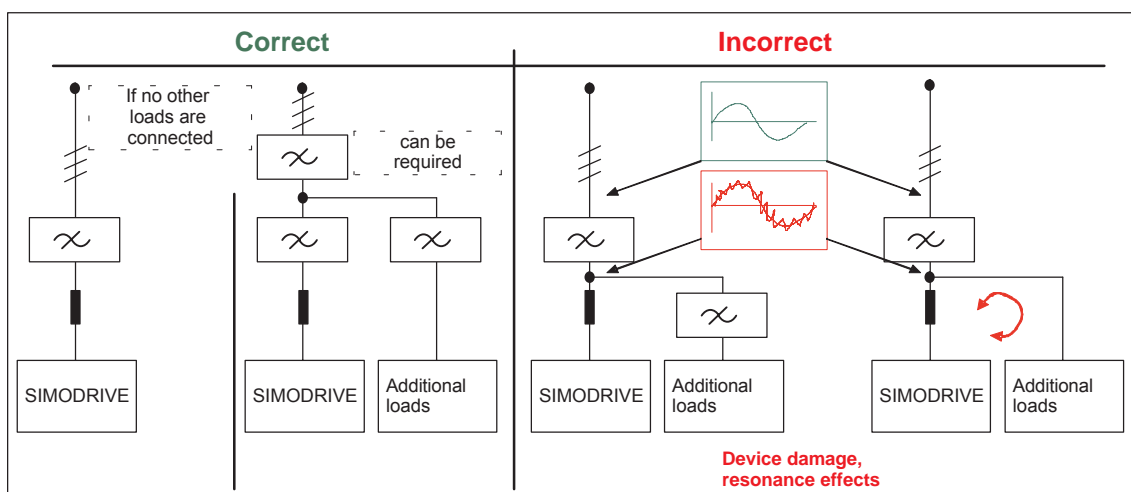 Correct
Incorrect
If no other
loads are
connected
can be
required
SIMODRIVE
SIMODRIVE
Additional
loads
SIMODRIVE
Additional
loads
SIMODRIVE
Additional
loads
Device damage,
resonance effects